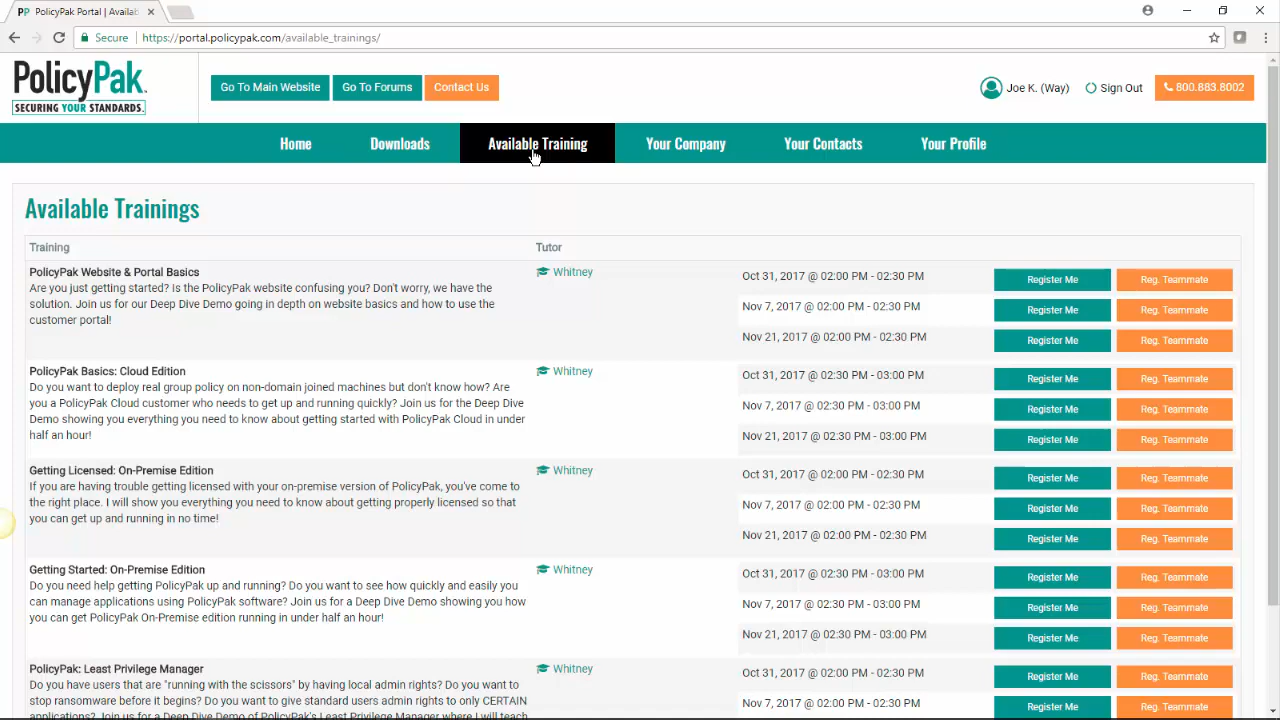 PP PolicyPak Portal | Availab
Secure https://portal.policypak.com/available_trainings/
PolicyPak
SECURING YOUR STANDARDS.
Go To Main Website Go To Forums Contact Us
Joe K. (Way) Sign Out 800.883.8002
Home Downloads Available Training Your Company Your Contacts Your Profile
Available Trainings
Training Tutor
PolicyPak Website & Portal Basics Whitney
Oct 31, 2017 @ 02:00 PM - 02:30 PM Register Me Reg. Teammate
Are you just getting started? Is the PolicyPak website confusing you? Don't worry, we have the
solution. Join us for our Deep Dive Demo going in depth on website basics and how to use the
Nov 7, 2017 @ 02:00 PM - 02:30 PM Register Me Reg. Teammate
customer portal!
Nov 21, 2017 @ 02:00 PM - 02:30 PM Register Me Reg. Teammate
PolicyPak Basics: Cloud Edition Whitney
Oct 31, 2017 @ 02:30 PM - 03:00 PM Register Me Reg. Teammate
Do you want to deploy real group policy on non-domain joined machines but don't know how? Are
you a PolicyPak Cloud customer who needs to get up and running quickly? Join us for the Deep Dive
Nov 7, 2017 @ 02:30 PM - 03:00 PM Register Me Reg. Teammate
Demo showing you everything you need to know about getting started with PolicyPak Cloud in under
half an hour!
Nov 21, 2017 @ 02:30 PM - 03:00 PM Register Me Reg. Teammate
Getting Licensed: On-Premise Edition Whitney
Oct 31, 2017 @ 02:00 PM - 02:30 PM Register Me Reg. Teammate
If you are having trouble getting licensed with your on-premise version of PolicyPak, you've come to
the right place. I will show you everything you need to know about getting properly licensed so that
Nov 7, 2017 @ 02:00 PM - 02:30 PM Register Me Reg. Teammate
you can get up and running in no time!
Nov 21, 2017 @ 02:00 PM - 02:30 PM Register Me Reg. Teammate
Getting Started: On-Premise Edition Whitney
Oct 31, 2017 @ 02:30 PM - 03:00 PM Register Me Reg. Teammate
Do you need help getting PolicyPak up and running? Do you want to see how quickly and easily you
can manage applications using PolicyPak software? Join us for a Deep Dive Demo showing you how
Nov 7, 2017 @ 02:30 PM - 03:00 PM Register Me Reg. Teammate
you can get PolicyPak On-Premise edition running in under half an hour!
Nov 21, 2017 @ 02:30 PM - 03:00 PM Register Me Reg. Teammate
PolicyPak: Least Privilege Manager Whitney
Oct 31, 2017 @ 02:00 PM - 02:30 PM Register Me Reg. Teammate
Do you have users that are "running with the scissors" by having local admin rights? Do you want to
stop ransomware before it begins? Do you want to give standard users admin rights to only CERTAIN
Nov 7, 2017 @ 02:00 PM - 02:30 PM Register Me Reg. Teammate
applications? Join us for a Deep Dive Demo of PolicyPak's Least Privilege Manager where I will teach